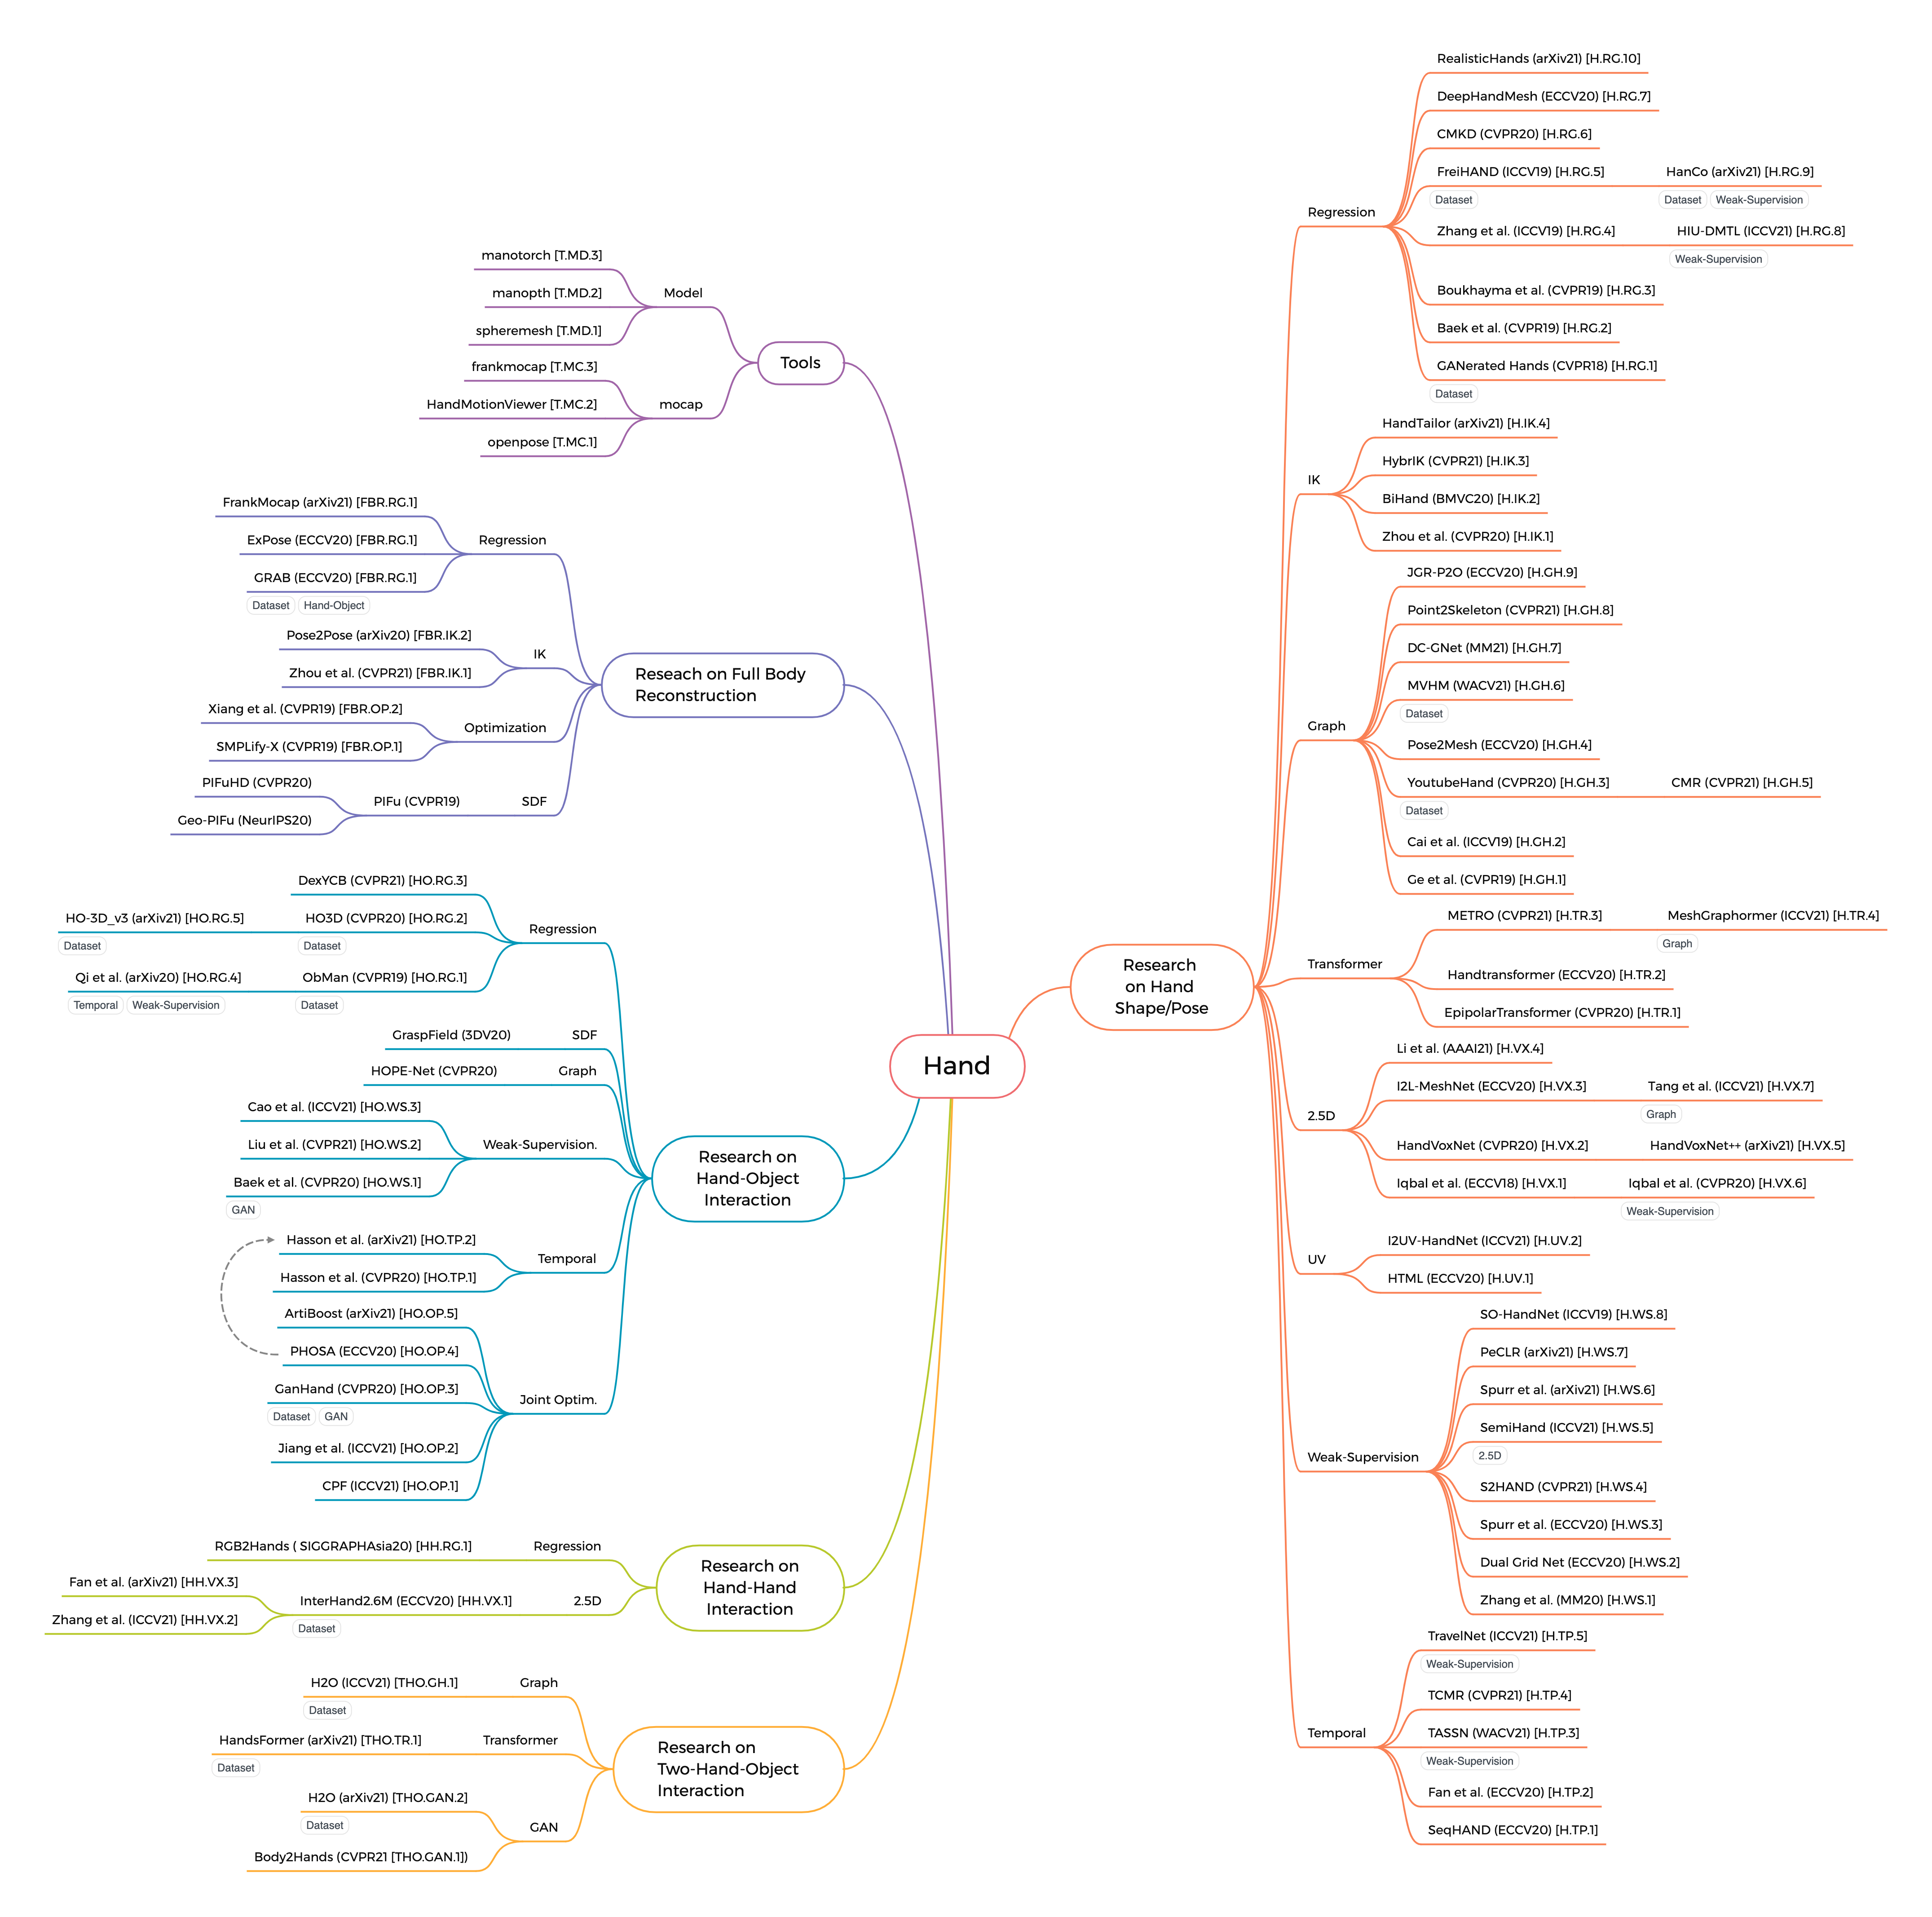 Hand
Tools
Model
manotorch [T.MD.3]
manopth [T.MD.2]
spheremesh [T.MD.1]
mocap
frankmocap [T.MC.3]
HandMotionViewer [T.MC.2]
openpose [T.MC.1]
Reseach on Full Body
Reconstruction
Regression
FrankMocap (arXiv21) [FBR.RG.1]
ExPose (ECCV20) [FBR.RG.1]
GRAB (ECCV20) [FBR.RG.1]
Dataset Hand-Object
IK
Pose2Pose (arXiv20) [FBR.IK.2]
Zhou et al. (CVPR21) [FBR.IK.1]
Optimization
Xiang et al. (CVPR19) [FBR.OP.2]
SMPLify-X (CVPR19) [FBR.OP.1]
SDF
PIFu (CVPR19)
PIFuHD (CVPR20)
Geo-PIFu (NeurIPS20)
Research on
Hand-Object
Interaction
Regression
DexYCB (CVPR21) [HO.RG.3]
HO3D (CVPR20) [HO.RG.2]
Dataset
HO-3D_v3 (arXiv21) [HO.RG.5]
Dataset
ObMan (CVPR19) [HO.RG.1]
Dataset
Qi et al. (arXiv20) [HO.RG.4]
Temporal Weak-Supervision
SDF
GraspField (3DV20)
Graph
HOPE-Net (CVPR20)
Weak-Supervision.
Cao et al. (ICCV21) [HO.WS.3]
Liu et al. (CVPR21) [HO.WS.2]
Baek et al. (CVPR20) [HO.WS.1]
GAN
Temporal
Hasson et al. (arXiv21) [HO.TP.2]
Hasson et al. (CVPR20) [HO.TP.1]
Joint Optim.
ArtiBoost (arXiv21) [HO.OP.5]
PHOSA (ECCV20) [HO.OP.4]
GanHand (CVPR20) [HO.OP.3]
Dataset GAN
Jiang et al. (ICCV21) [HO.OP.2]
CPF (ICCV21) [HO.OP.1]
Research on
Hand-Hand
Interaction
Regression
RGB2Hands ( SIGGRAPHAsia20) [HH.RG.1]
2.5D
InterHand2.6M (ECCV20) [HH.VX.1]
Dataset
Fan et al. (arXiv21) [HH.VX.3]
Zhang et al. (ICCV21) [HH.VX.2]
Research on
Two-Hand-Object
Interaction
Graph
H2O (ICCV21) [THO.GH.1]
Dataset
Transformer
HandsFormer (arXiv21) [THO.TR.1]
Dataset
GAN
H2O (arXiv21) [THO.GAN.2]
Dataset
Body2Hands (CVPR21 [THO.GAN.1])
Research
on Hand
Shape/Pose
Regression
RealisticHands (arXiv21) [H.RG.10]
DeepHandMesh (ECCV20) [H.RG.7]
CMKD (CVPR20) [H.RG.6]
FreiHAND (ICCV19) [H.RG.5]
Dataset
HanCo (arXiv21) [H.RG.9]
Dataset Weak-Supervision
Zhang et al. (ICCV19) [H.RG.4]
HIU-DMTL (ICCV21) [H.RG.8]
Weak-Supervision
Boukhayma et al. (CVPR19) [H.RG.3]
Baek et al. (CVPR19) [H.RG.2]
GANerated Hands (CVPR18) [H.RG.1]
Dataset
IK
HandTailor (arXiv21) [H.IK.4]
HybrIK (CVPR21) [H.IK.3]
BiHand (BMVC20) [H.IK.2]
Zhou et al. (CVPR20) [H.IK.1]
Graph
JGR-P2O (ECCV20) [H.GH.9]
Point2Skeleton (CVPR21) [H.GH.8]
DC-GNet (MM21) [H.GH.7]
MVHM (WACV21) [H.GH.6]
Dataset
Pose2Mesh (ECCV20) [H.GH.4]
YoutubeHand (CVPR20) [H.GH.3]
Dataset
CMR (CVPR21) [H.GH.5]
Cai et al. (ICCV19) [H.GH.2]
Ge et al. (CVPR19) [H.GH.1]
Transformer
METRO (CVPR21) [H.TR.3]
MeshGraphormer (ICCV21) [H.TR.4]
Graph
Handtransformer (ECCV20) [H.TR.2]
EpipolarTransformer (CVPR20) [H.TR.1]
2.5D
Li et al. (AAAI21) [H.VX.4]
I2L-MeshNet (ECCV20) [H.VX.3]
Tang et al. (ICCV21) [H.VX.7]
Graph
HandVoxNet (CVPR20) [H.VX.2]
HandVoxNet++ (arXiv21) [H.VX.5]
Iqbal et al. (ECCV18) [H.VX.1]
Iqbal et al. (CVPR20) [H.VX.6]
Weak-Supervision
UV
I2UV-HandNet (ICCV21) [H.UV.2]
HTML (ECCV20) [H.UV.1]
Weak-Supervision
SO-HandNet (ICCV19) [H.WS.8]
PeCLR (arXiv21) [H.WS.7]
Spurr et al. (arXiv21) [H.WS.6]
SemiHand (ICCV21) [H.WS.5]
2.5D
S2HAND (CVPR21) [H.WS.4]
Spurr et al. (ECCV20) [H.WS.3]
Dual Grid Net (ECCV20) [H.WS.2]
Zhang et al. (MM20) [H.WS.1]
Temporal
TravelNet (ICCV21) [H.TP.5]
Weak-Supervision
TCMR (CVPR21) [H.TP.4]
TASSN (WACV21) [H.TP.3]
Weak-Supervision
Fan et al. (ECCV20) [H.TP.2]
SeqHAND (ECCV20) [H.TP.1]